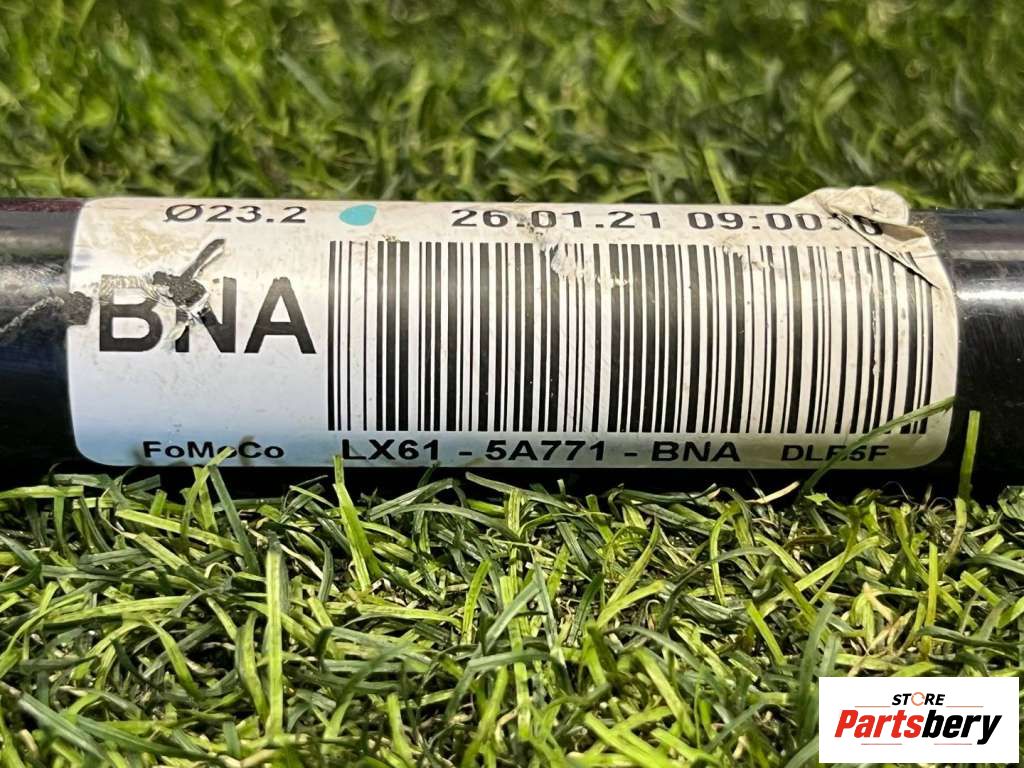 Ø23.2 26.01.21 09:00
BNA
FoMoCo LX61 - 5A771 - BNA
STORE
Partsbery